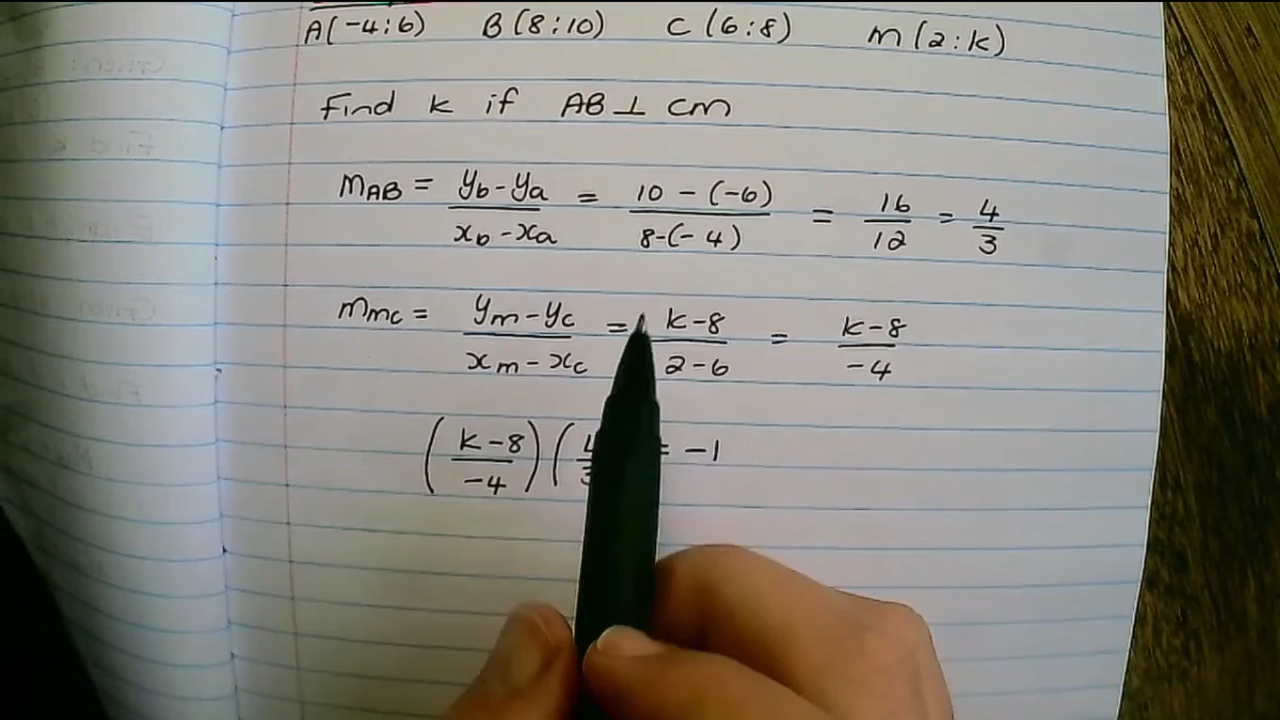 A(-4;6) B(8;10) C(6;8) M(2;k)
Find k if AB⊥CM
mAB = yb-ya/xb-xa = 10-(-6)/8-(-4) = 16/12 = 4/3
mmc = ym-yc/xm-xc = k-8/2-6 = k-8/-4
(k-8/-4)( = -1